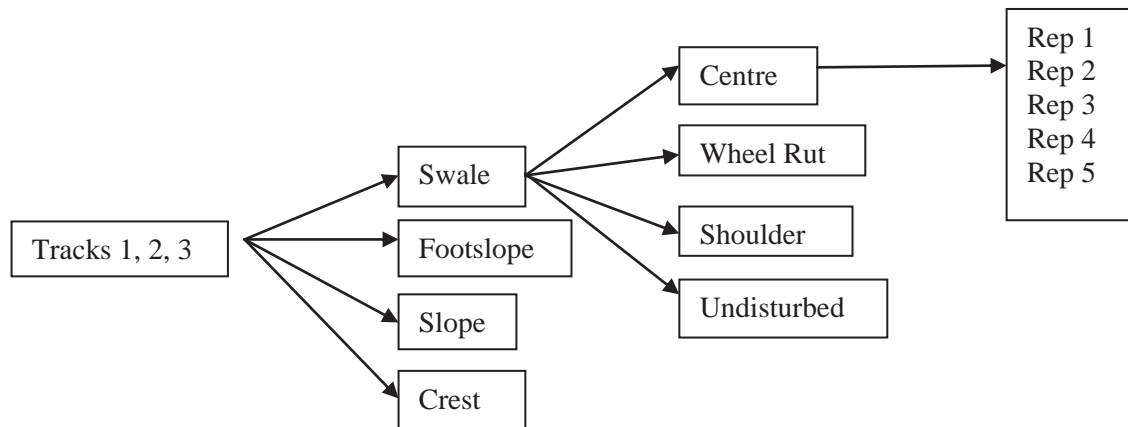 Tracks 1, 2, 3
Swale
Footslope
Slope
Crest
Centre
Wheel Rut
Shoulder
Undisturbed
Rep 1
Rep 2
Rep 3
Rep 4
Rep 5